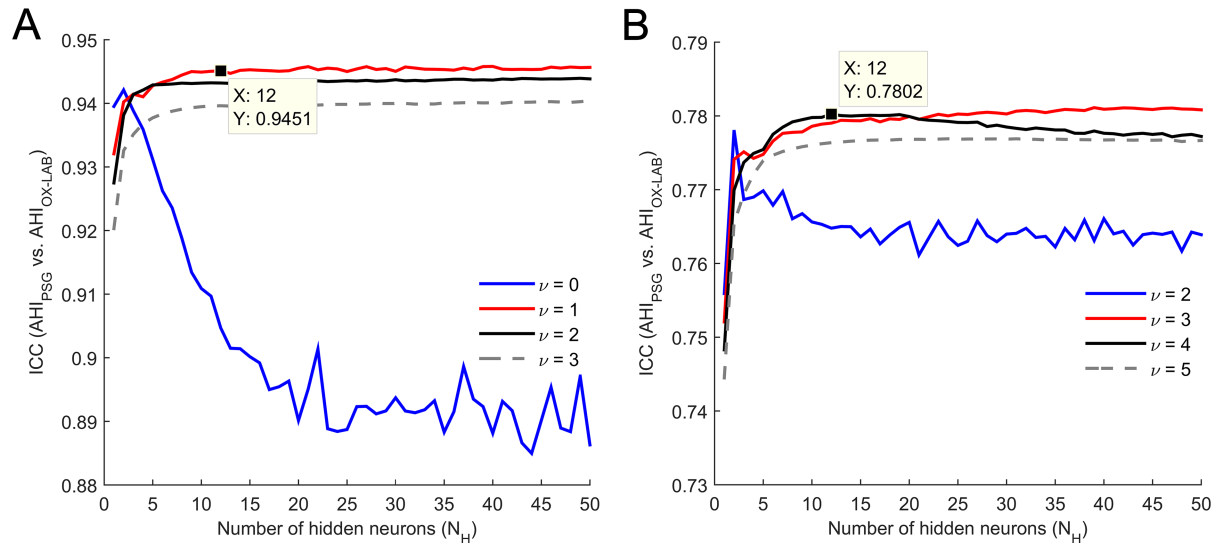 A
0.95
0.94
0.93
0.92
0.91
0.9
0.89
0.88
ICC (AHI_PSG vs. AHI_OX-LAB)
X: 12
Y: 0.9451
ν = 0
ν = 1
ν = 2
ν = 3
0 5 10 15 20 25 30 35 40 45 50
Number of hidden neurons (N_H)
B
0.79
0.78
0.77
0.76
0.75
0.74
0.73
ICC (AHI_PSG vs. AHI_OX-LAB)
X: 12
Y: 0.7802
ν = 2
ν = 3
ν = 4
ν = 5
0 5 10 15 20 25 30 35 40 45 50
Number of hidden neurons (N_H)